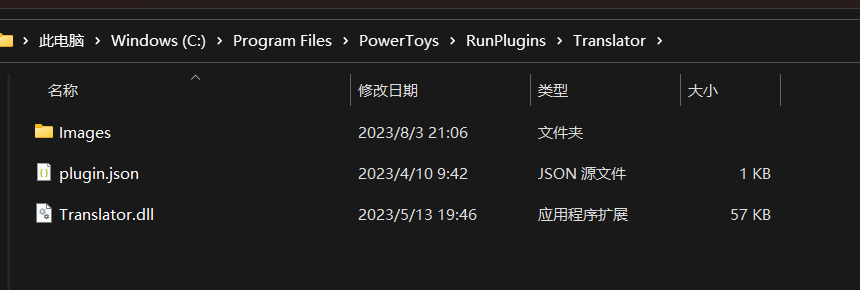 此电脑 > Windows (C:) > Program Files > PowerToys > RunPlugins > Translator >
名称 修改日期 类型 大小
Images 2023/8/3 21:06 文件夹
plugin.json 2023/4/10 9:42 JSON 源文件 1 KB
Translator.dll 2023/5/13 19:46 应用程序扩展 57 KB